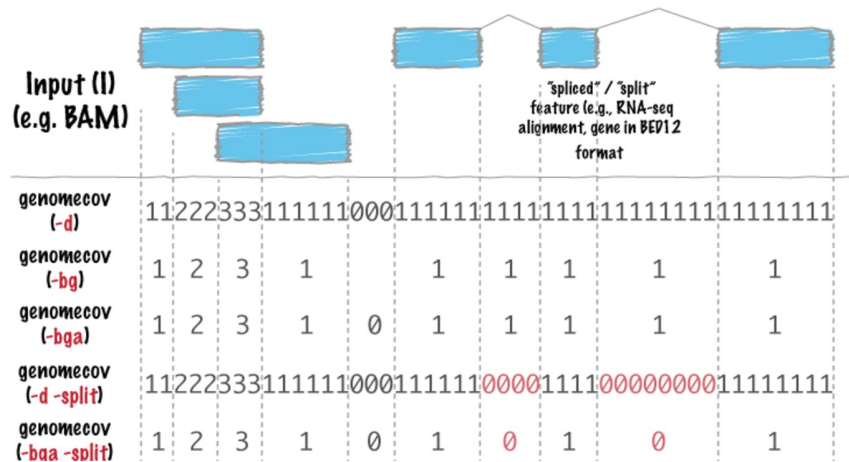 Input (I)
(e.g. BAM)
"spliced" / "split"
feature (e.g., RNA-seq
alignment, gene in BED12
format
genomecov
(-d)
11222333111111000111111111111111111111111111
genomecov
(-bg)
1 2 3 1 1 1 1 1 1
genomecov
(-bga)
1 2 3 1 0 1 1 1 1 1
genomecov
(-d -split)
11222333111111000111111000011110000000011111111
genomecov
(-bga -split)
1 2 3 1 0 1 0 1 0 1